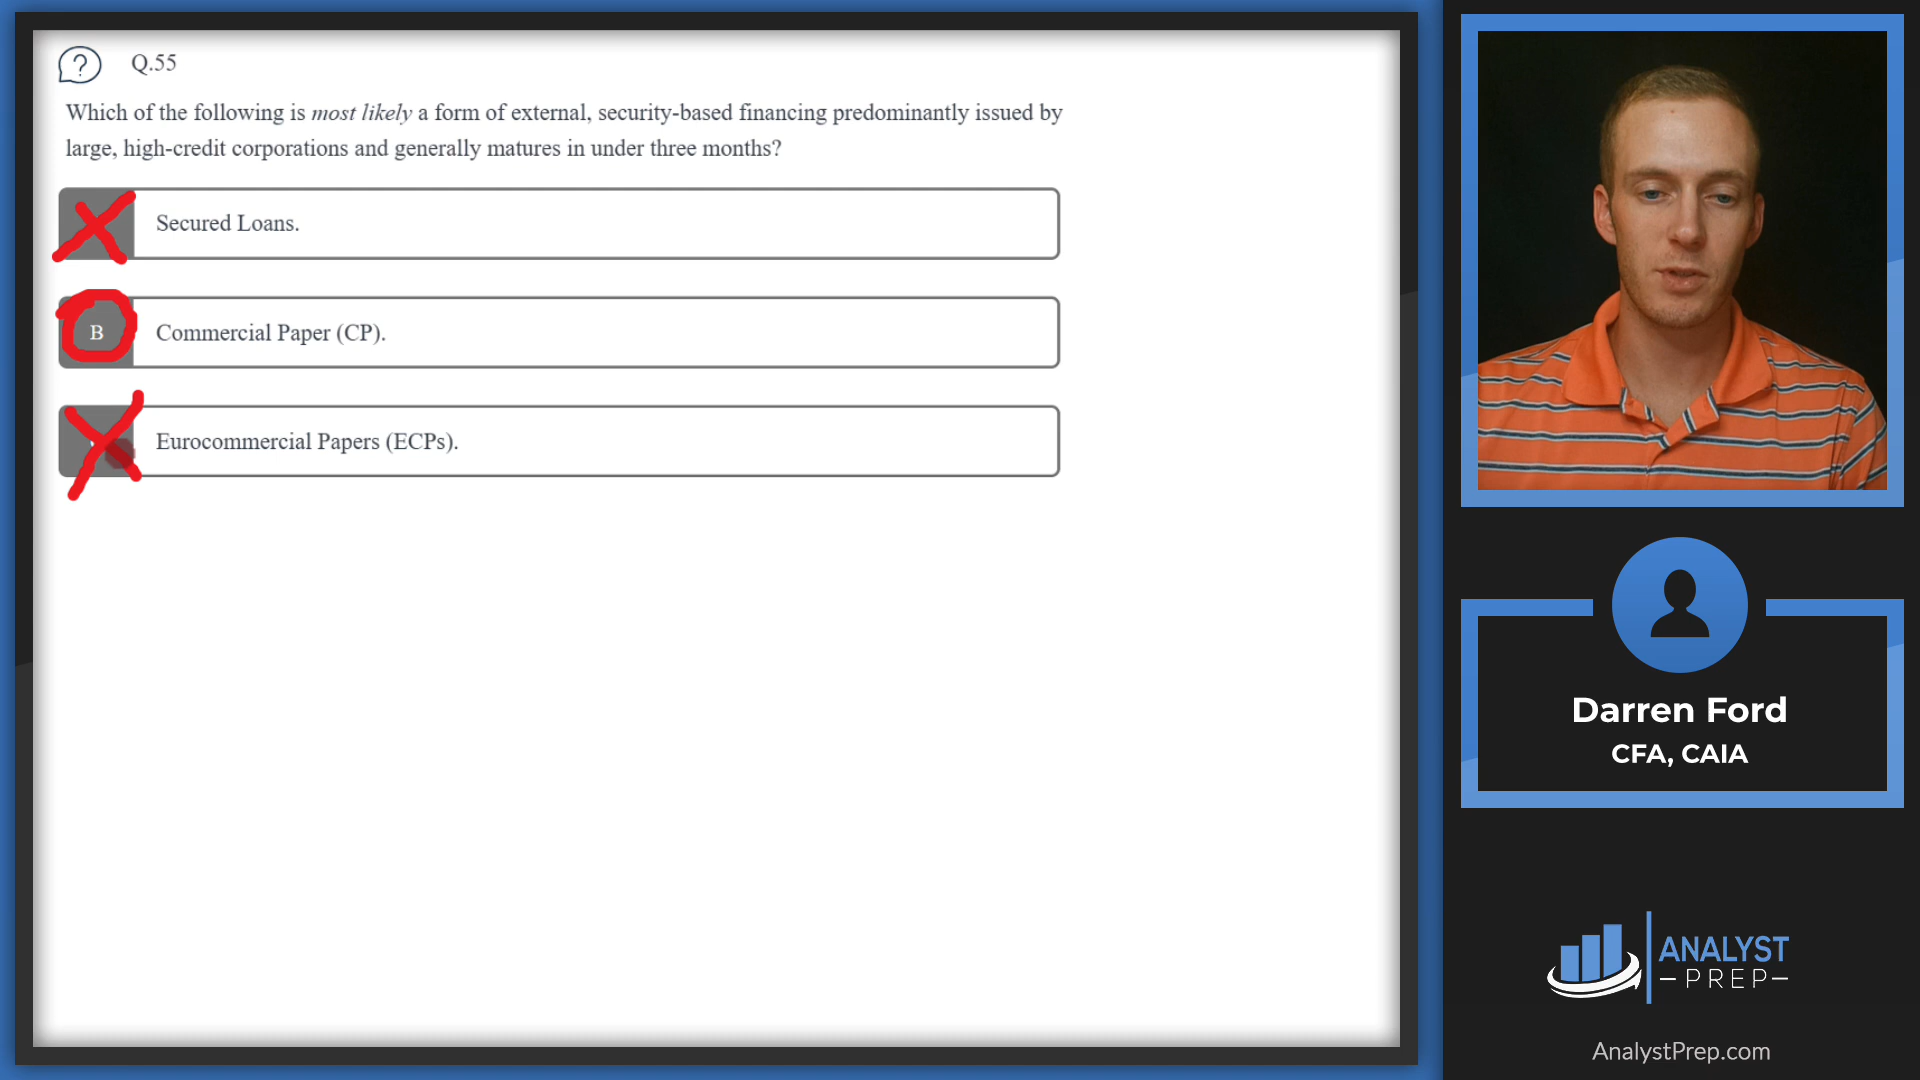 ? Q.55
Which of the following is most likely a form of external, security-based financing predominantly issued by
large, high-credit corporations and generally matures in under three months?
Secured Loans.
B Commercial Paper (CP).
Eurocommercial Papers (ECPs).
Darren Ford
CFA, CAIA
ANALYST
PREP
AnalystPrep.com